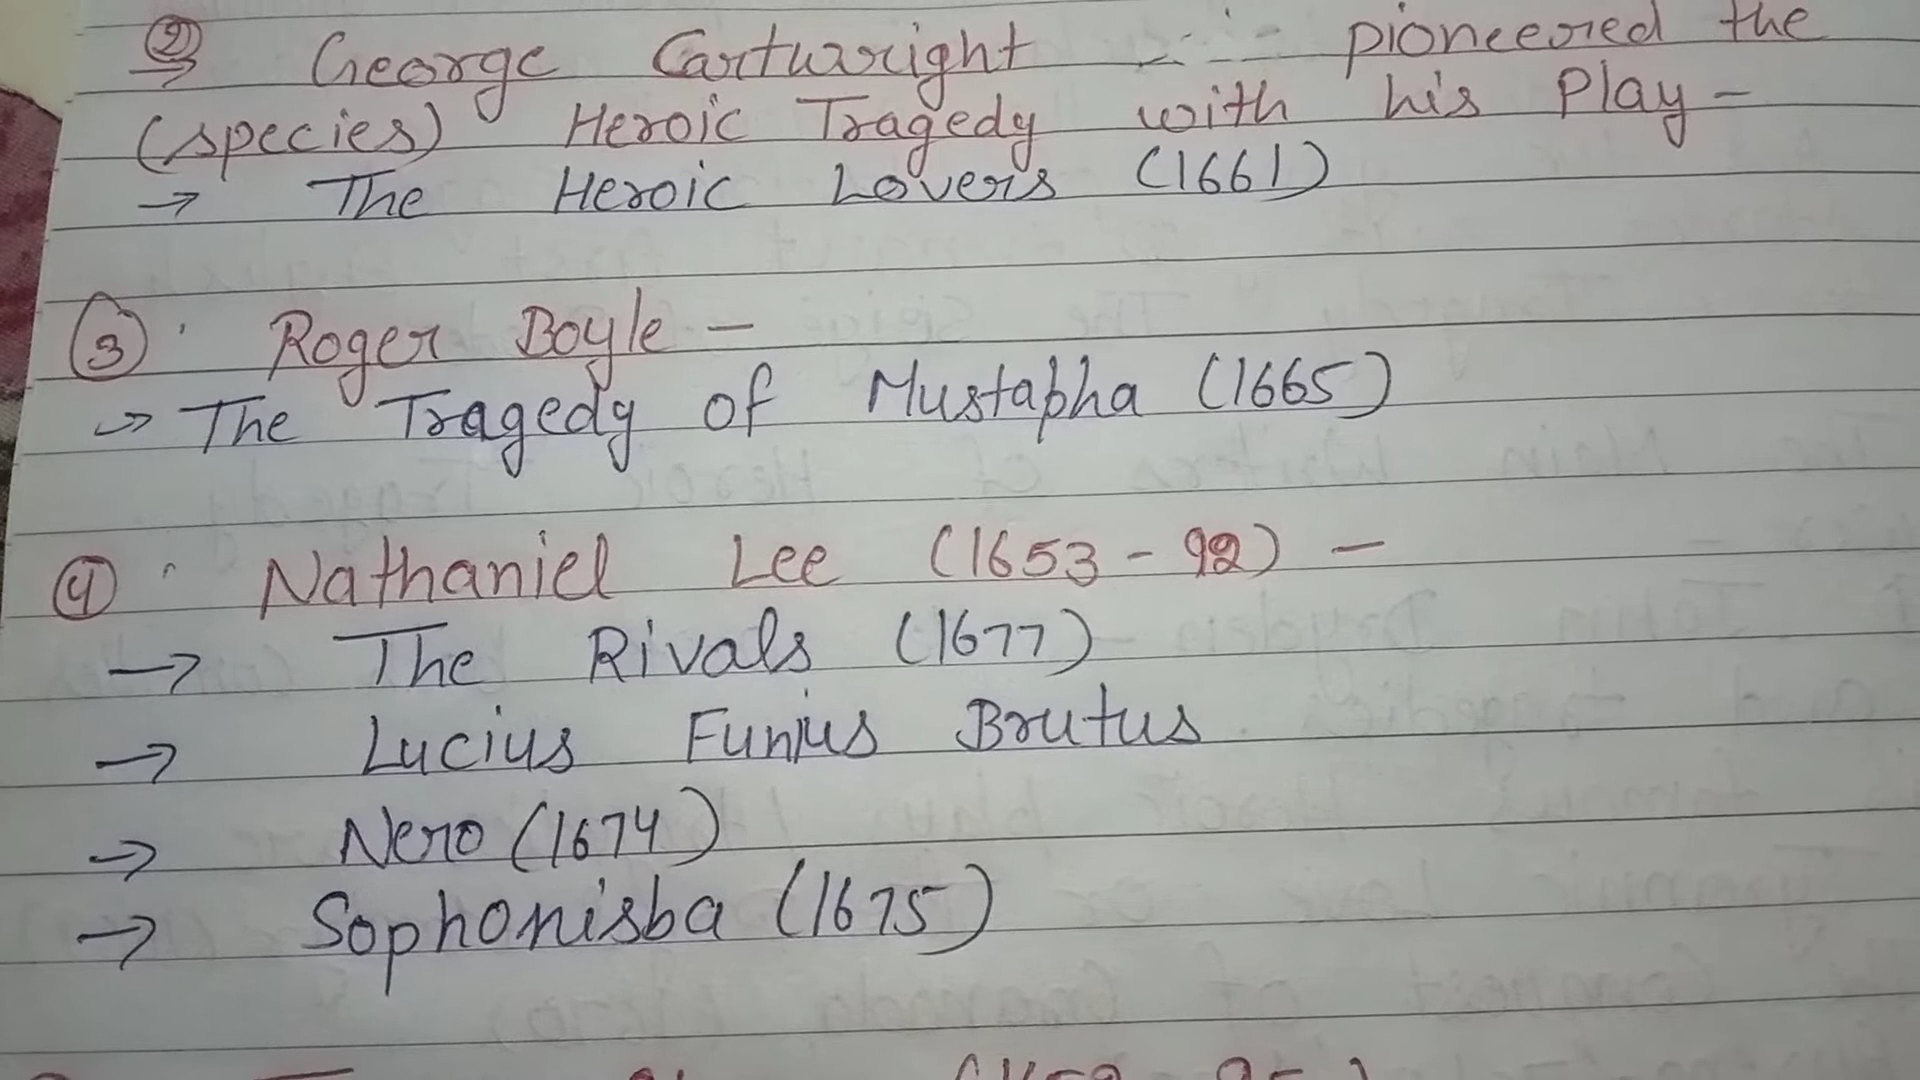 ② George Cartwright pioneered the
(species) Heroic Tragedy with his Play -
→ The Heroic Lovers (1661)
③ Roger Boyle -
→ The Tragedy of Mustapha (1665)
④ Nathaniel Lee (1653 - 92) -
→ The Rivals (1677)
→ Lucius Funius Brutus
→ Nero (1674)
→ Sophonisba (1675)